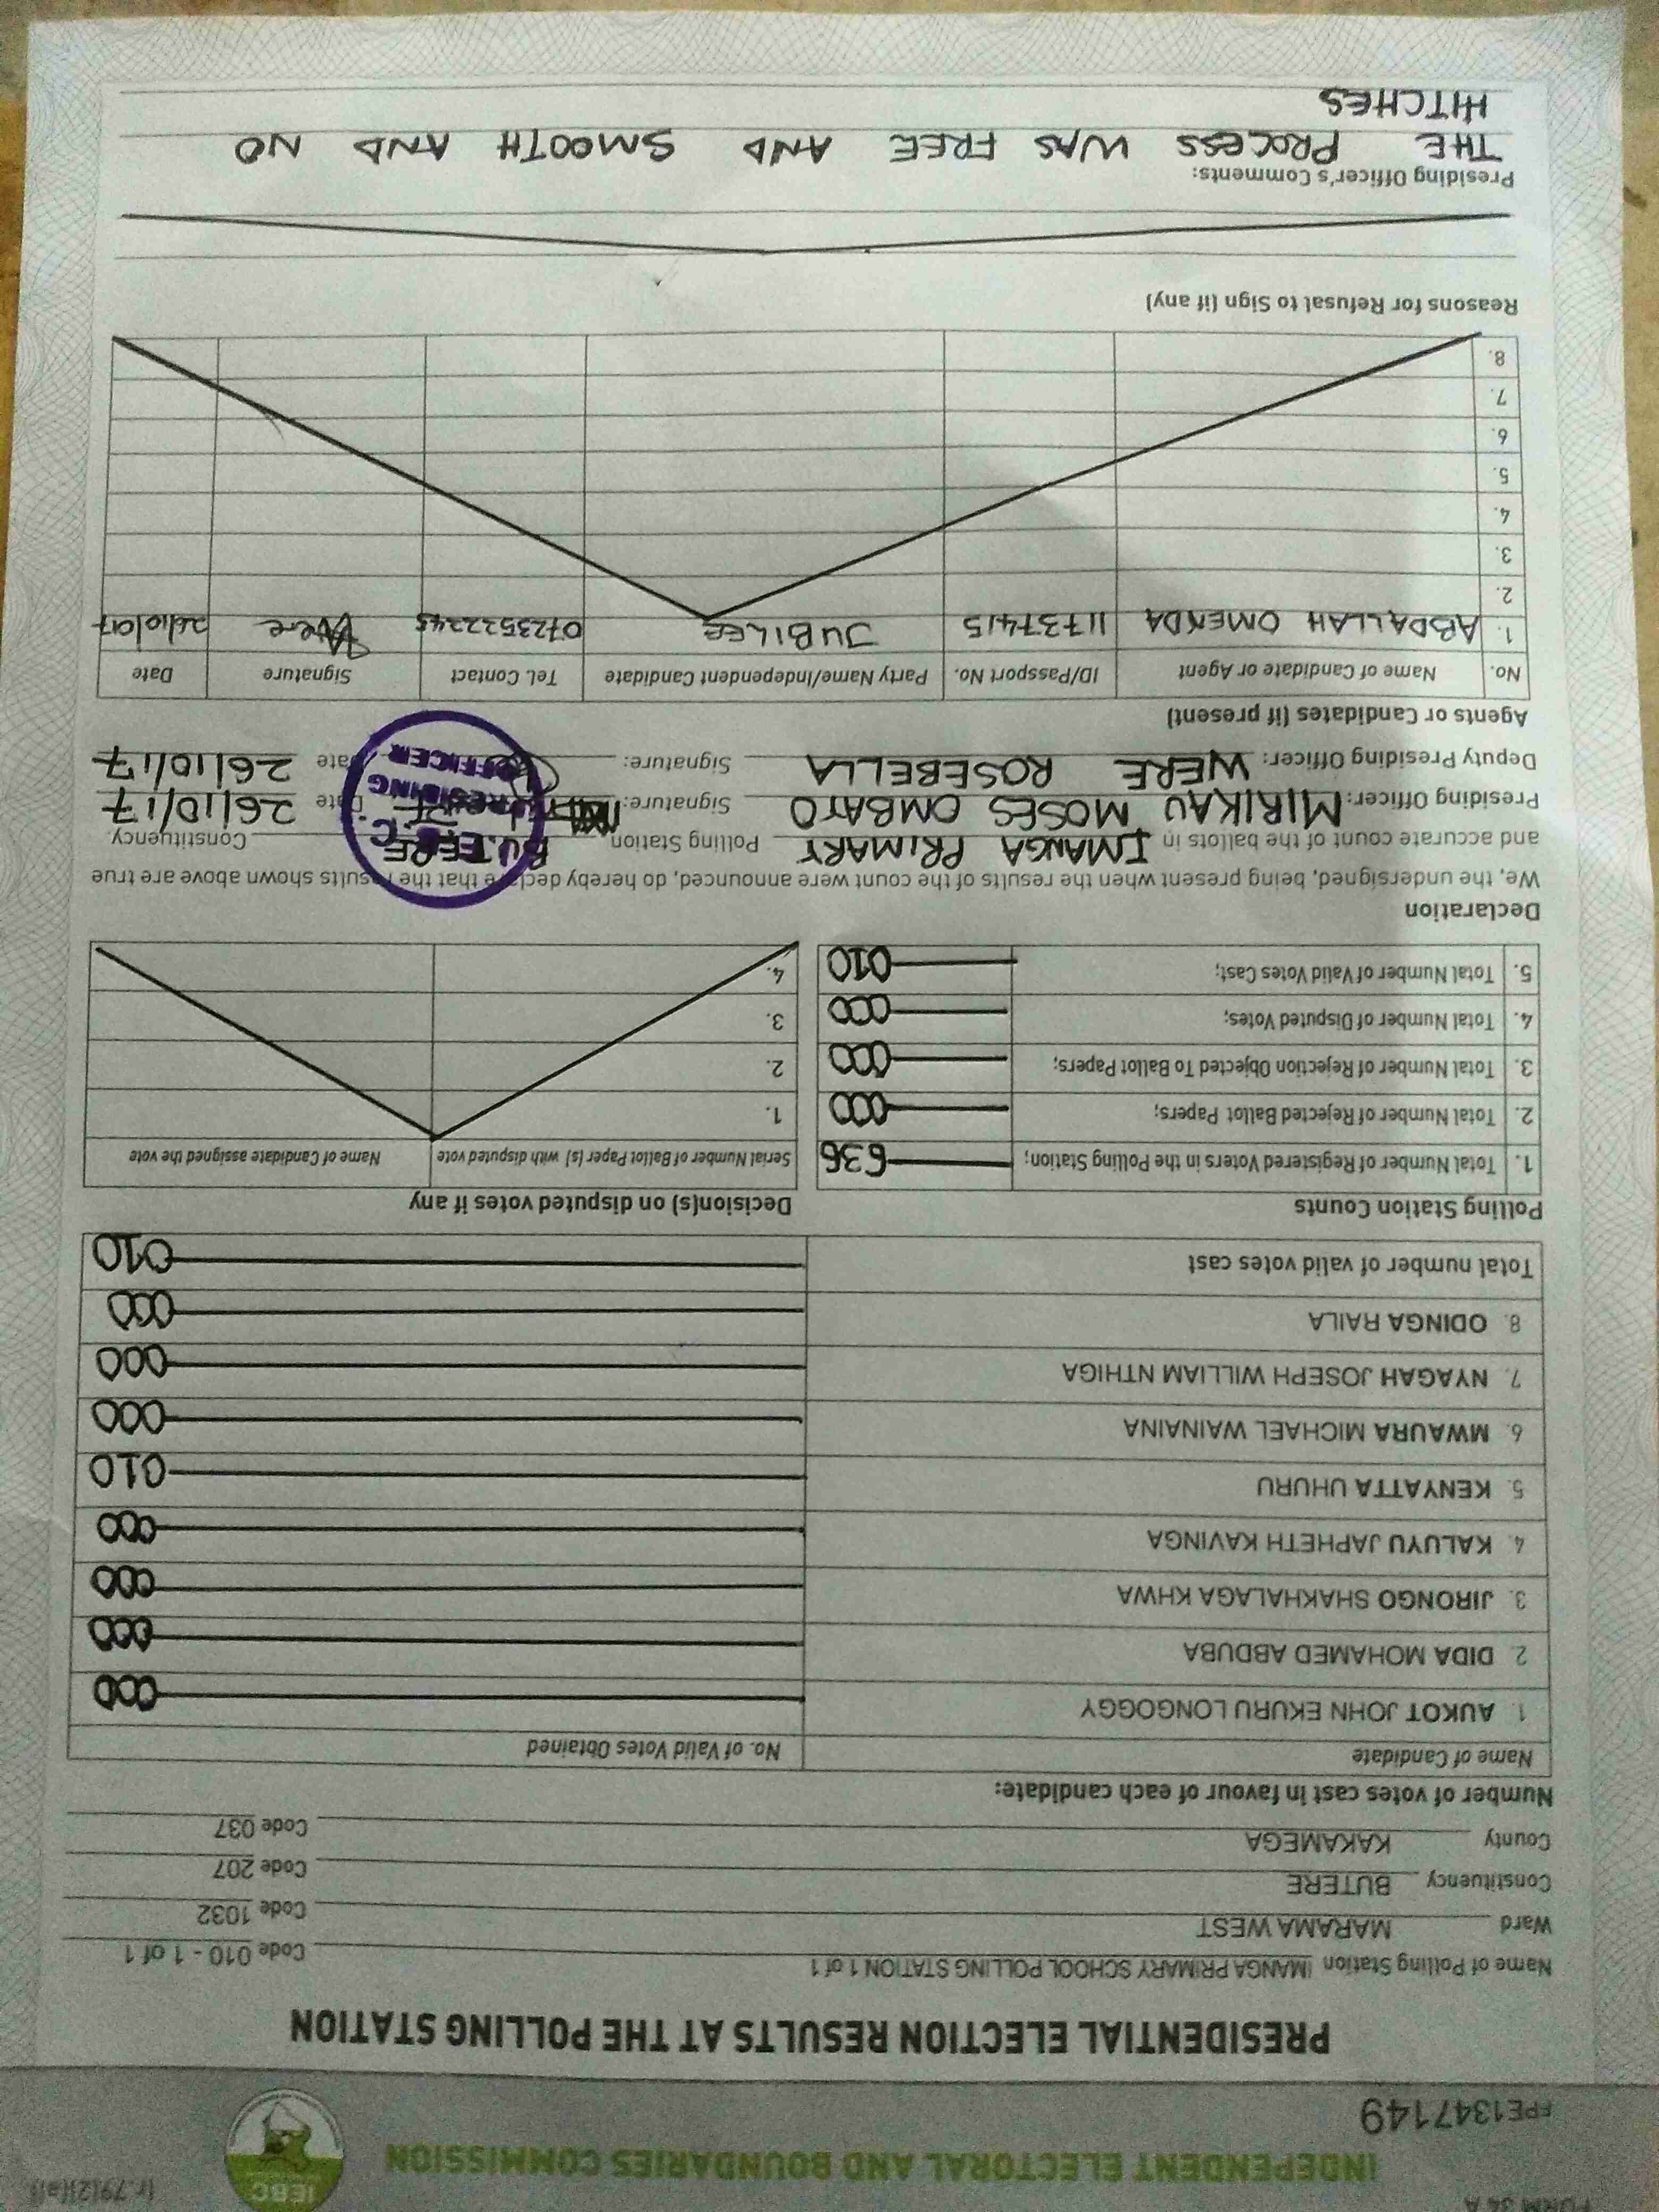 FORM 34 A
(r.79(2)(a))
IEBC
INDEPENDENT ELECTORAL AND BOUNDARIES COMMISSION
FPE1347149
PRESIDENTIAL ELECTION RESULTS AT THE POLLING STATION
Name of Polling Station IMANGA PRIMARY SCHOOL POLLING STATION 1 of 1 Code 010 - 1 of 1
Ward MARAMA WEST Code 1032
Constituency BUTERE Code 207
County KAKAMEGA Code 037
Number of votes cast in favour of each candidate:
Name of Candidate No. of Valid Votes Obtained
1. AUKOT JOHN EKURU LONGOGGY 000
2. DIDA MOHAMED ABDUBA 000
3. JIRONGO SHAKHALAGA KHWA 000
4. KALUYU JAPHETH KAVINGA 000
5. KENYATTA UHURU 010
6. MWAURA MICHAEL WAINAINA 000
7. NYAGAH JOSEPH WILLIAM NTHIGA 000
8. ODINGA RAILA 000
Total number of valid votes cast 010
Polling Station Counts
1. Total Number of Registered Voters in the Polling Station; 636
2. Total Number of Rejected Ballot Papers; 000
3. Total Number of Rejection Objected To Ballot Papers; 000
4. Total Number of Disputed Votes; 000
5. Total Number of Valid Votes Cast; 010
Decision(s) on disputed votes if any
Serial Number of Ballot Paper (s) with disputed vote Name of Candidate assigned the vote
1.
2.
3.
4.
Declaration
We, the undersigned, being present when the results of the count were announced, do hereby declare that the results shown above are true
and accurate count of the ballots in IMANGA PRIMARY Polling Station BUTERE Constituency.
Presiding Officer: MIRIKAU MOSES OMBATO Signature: Date 26/10/17
Deputy Presiding Officer: WERE ROSEBELLA Signature: Date 26/10/17
PRESIDING
OFFICER
Agents or Candidates (if present)
No. Name of Candidate or Agent ID/Passport No. Party Name/Independent Candidate Tel. Contact Signature Date
1. ABDALLAH OMENDA 11737415 JUBILEE 0723522245 Were 26/10/017
2.
3.
4.
5.
6.
7.
8.
Reasons for Refusal to Sign (if any)
Presiding Officer's Comments:
THE PROCESS WAS FREE AND SMOOTH AND NO
HITCHES